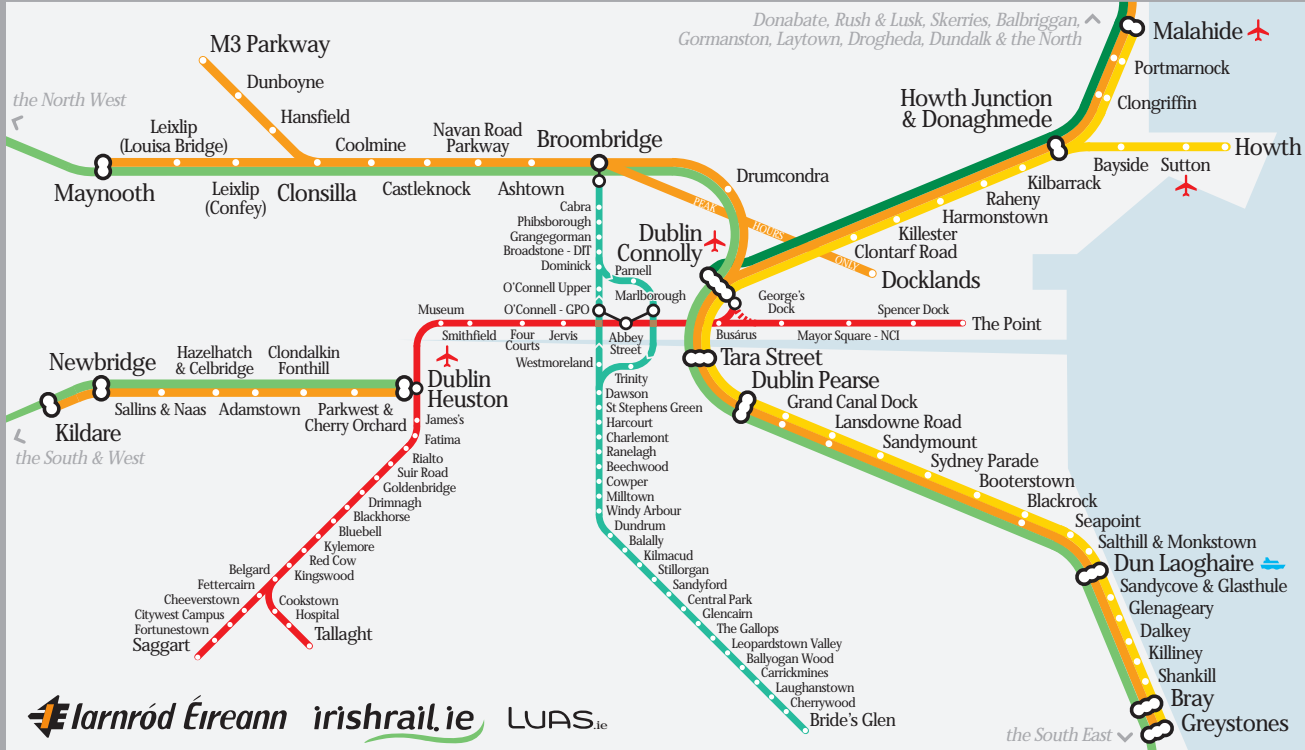 Donabate, Rush & Lusk, Skerries, Balbriggan,
Gormanston, Laytown, Drogheda, Dundalk & the North
Malahide
Portmarnock
Clongriffin
Howth Junction
& Donaghmede
Howth
Bayside
Sutton
Kilbarrack
Raheny
Harmonstown
Killester
Clontarf Road
M3 Parkway
Dunboyne
Hansfield
the North West
Leixlip
(Louisa Bridge)
Coolmine
Navan Road
Parkway
Broombridge
Maynooth
Leixlip
(Confey)
Clonsilla
Castleknock
Ashtown
Drumcondra
PEAK
HOURS
ONLY
Docklands
Dublin
Connolly
Cabra
Phibsborough
Grangegorman
Broadstone - DIT
Dominick
Parnell
O'Connell Upper
Marlborough
O'Connell - GPO
Abbey
Street
Westmoreland
Trinity
Dawson
St Stephens Green
Harcourt
Charlemont
Ranelagh
Beechwood
Cowper
Milltown
Windy Arbour
Dundrum
Balally
Kilmacud
Stillorgan
Sandyford
Central Park
Glencairn
The Gallops
Leopardstown Valley
Ballyogan Wood
Carrickmines
Laughanstown
Cherrywood
Bride's Glen
Museum
Smithfield
Four
Courts
Jervis
Busárus
George's
Dock
Mayor Square - NCI
Spencer Dock
The Point
Newbridge
Hazelhatch
& Celbridge
Clondalkin
Fonthill
Dublin
Heuston
Sallins & Naas
Adamstown
Parkwest &
Cherry Orchard
Kildare
the South & West
James's
Fatima
Rialto
Suir Road
Goldenbridge
Drimnagh
Blackhorse
Bluebell
Kylemore
Red Cow
Kingswood
Belgard
Fettercairn
Cheeverstown
Citywest Campus
Fortunestown
Saggart
Cookstown
Hospital
Tallaght
Tara Street
Dublin Pearse
Grand Canal Dock
Lansdowne Road
Sandymount
Sydney Parade
Booterstown
Blackrock
Seapoint
Salthill & Monkstown
Dun Laoghaire
Sandycove & Glasthule
Glenageary
Dalkey
Killiney
Shankill
Bray
Greystones
the South East
Iarnród Éireann
irishrail.ie
LUAS.ie